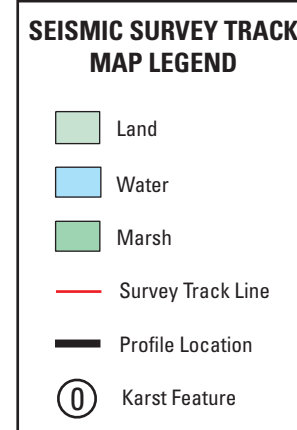 SEISMIC SURVEY TRACK
MAP LEGEND
Land
Water
Marsh
Survey Track Line
Profile Location
0 Karst Feature